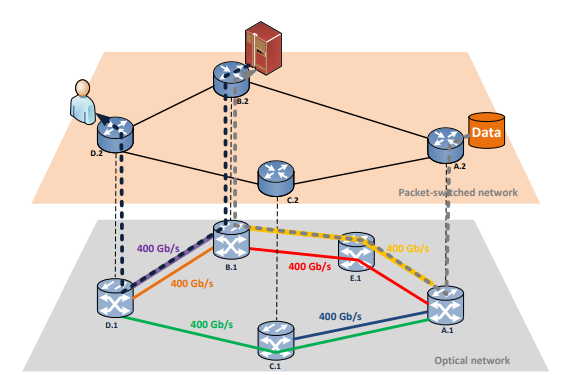 B.2
D.2
Data
A.2
C.2
Packet-switched network
400 Gb/s
400 Gb/s
B.1
400 Gb/s
E.1
400 Gb/s
D.1
400 Gb/s
400 Gb/s
A.1
C.1
Optical network